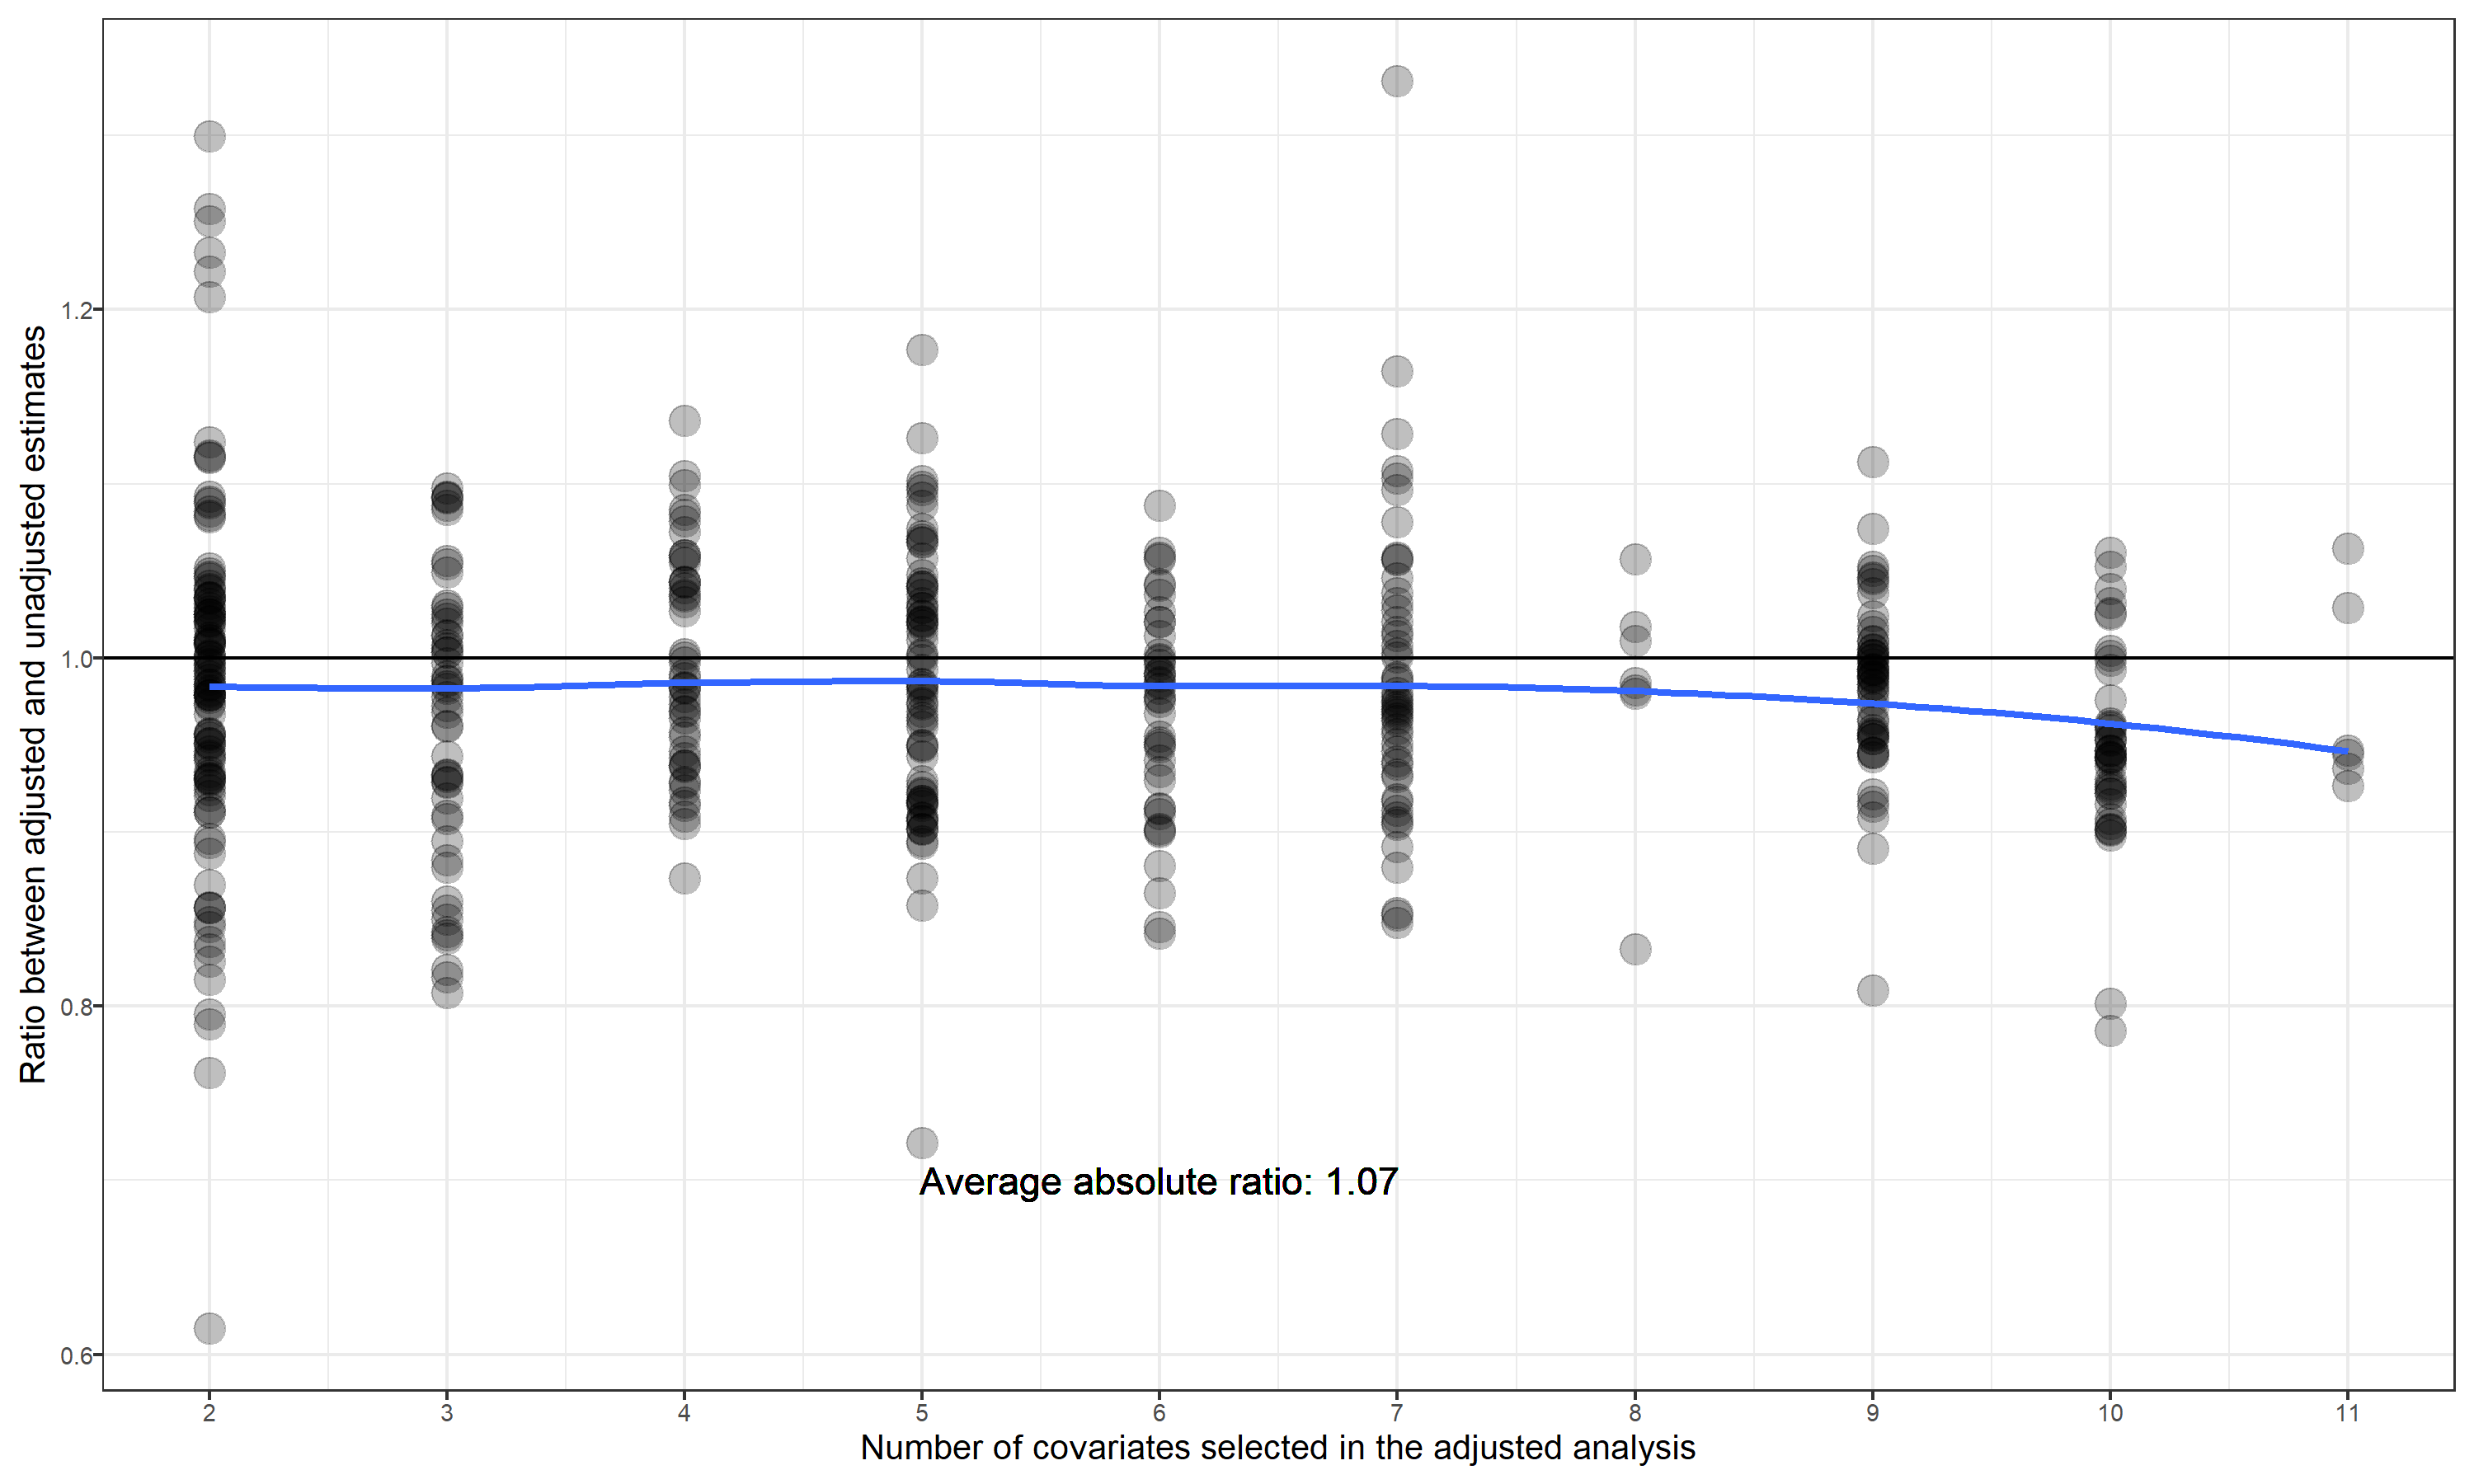 Ratio between adjusted and unadjusted estimates
1.2
1.0
0.8
0.6
Average absolute ratio: 1.07
2 3 4 5 6 7 8 9 10 11
Number of covariates selected in the adjusted analysis